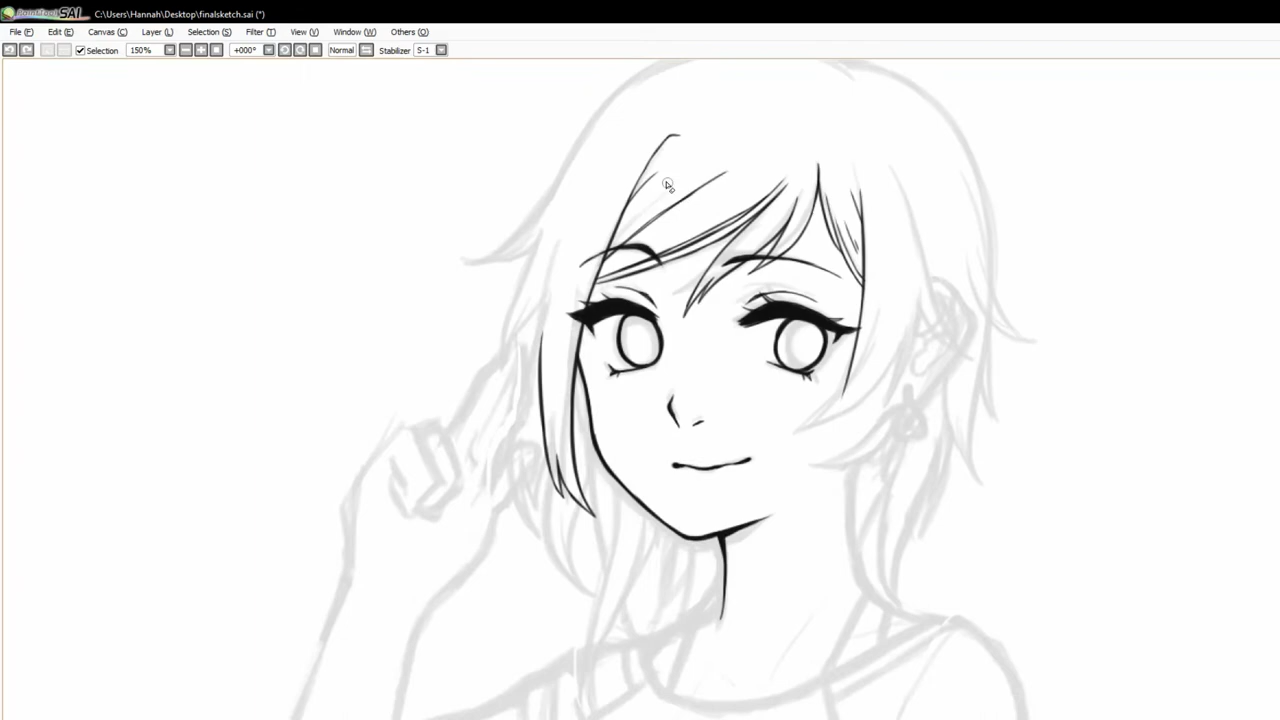 PaintTool SAI C:\Users\Hannah\Desktop\finalsketch.sai (*)
File (F) Edit (E) Canvas (C) Layer (L) Selection (S) Filter (T) View (V) Window (W) Others (O)
Selection 150% +000° Normal Stabilizer S-1